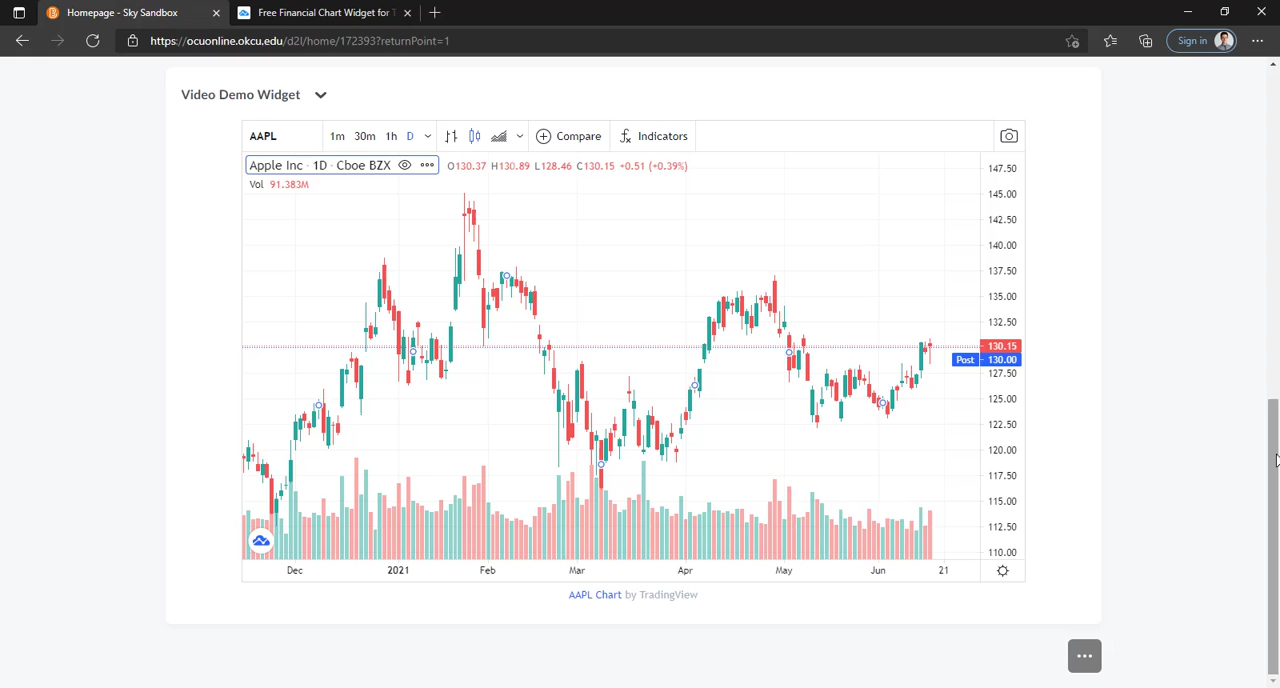 Homepage - Sky Sandbox
Free Financial Chart Widget for T
https://ocuonline.okcu.edu/d2l/home/172393?returnPoint=1
Sign in
Video Demo Widget
AAPL 1m 30m 1h D Compare Indicators
Apple Inc · 1D · Cboe BZX O130.37 H130.89 L128.46 C130.15 +0.51 (+0.39%)
Vol 91.383M
147.50
145.00
142.50
140.00
137.50
135.00
132.50
130.15
Post 130.00
127.50
125.00
122.50
120.00
117.50
115.00
112.50
110.00
Dec 2021 Feb Mar Apr May Jun 21
AAPL Chart by TradingView